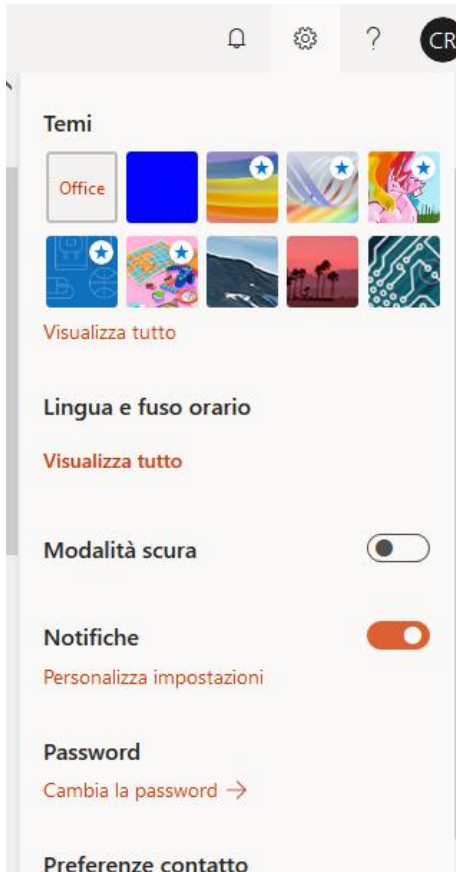 ?
CR
Temi
Office
Visualizza tutto
Lingua e fuso orario
Visualizza tutto
Modalità scura
Notifiche
Personalizza impostazioni
Password
Cambia la password →
Preferenze contatto